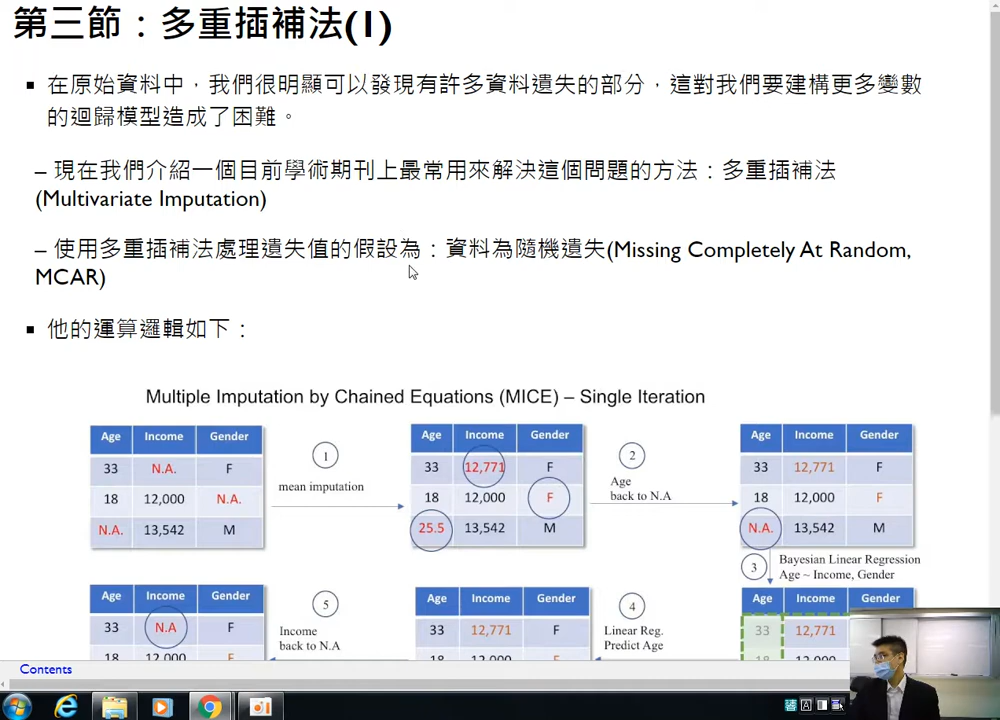 第三節：多重插補法(1)
▪ 在原始資料中，我們很明顯可以發現有許多資料遺失的部分，這對我們要建構更多變數
的迴歸模型造成了困難。
– 現在我們介紹一個目前學術期刊上最常用來解決這個問題的方法：多重插補法
(Multivariate Imputation)
– 使用多重插補法處理遺失值的假設為：資料為隨機遺失(Missing Completely At Random,
MCAR)
▪ 他的運算邏輯如下：
Multiple Imputation by Chained Equations (MICE) – Single Iteration
Age Income Gender
33 N.A. F
18 12,000 N.A.
N.A. 13,542 M
1
mean imputation
Age Income Gender
33 12,771 F
18 12,000 F
25.5 13,542 M
2
Age
back to N.A
Age Income Gender
33 12,771 F
18 12,000 F
N.A. 13,542 M
3
Bayesian Linear Regression
Age ~ Income, Gender
Age Income Gender
33 N.A F
18 12,000 F
5
Income
back to N.A
Age Income Gender
33 12,771 F
18 12,000 F
4
Linear Reg.
Predict Age
Age Income Gender
33 12,771
18 12,000
Contents